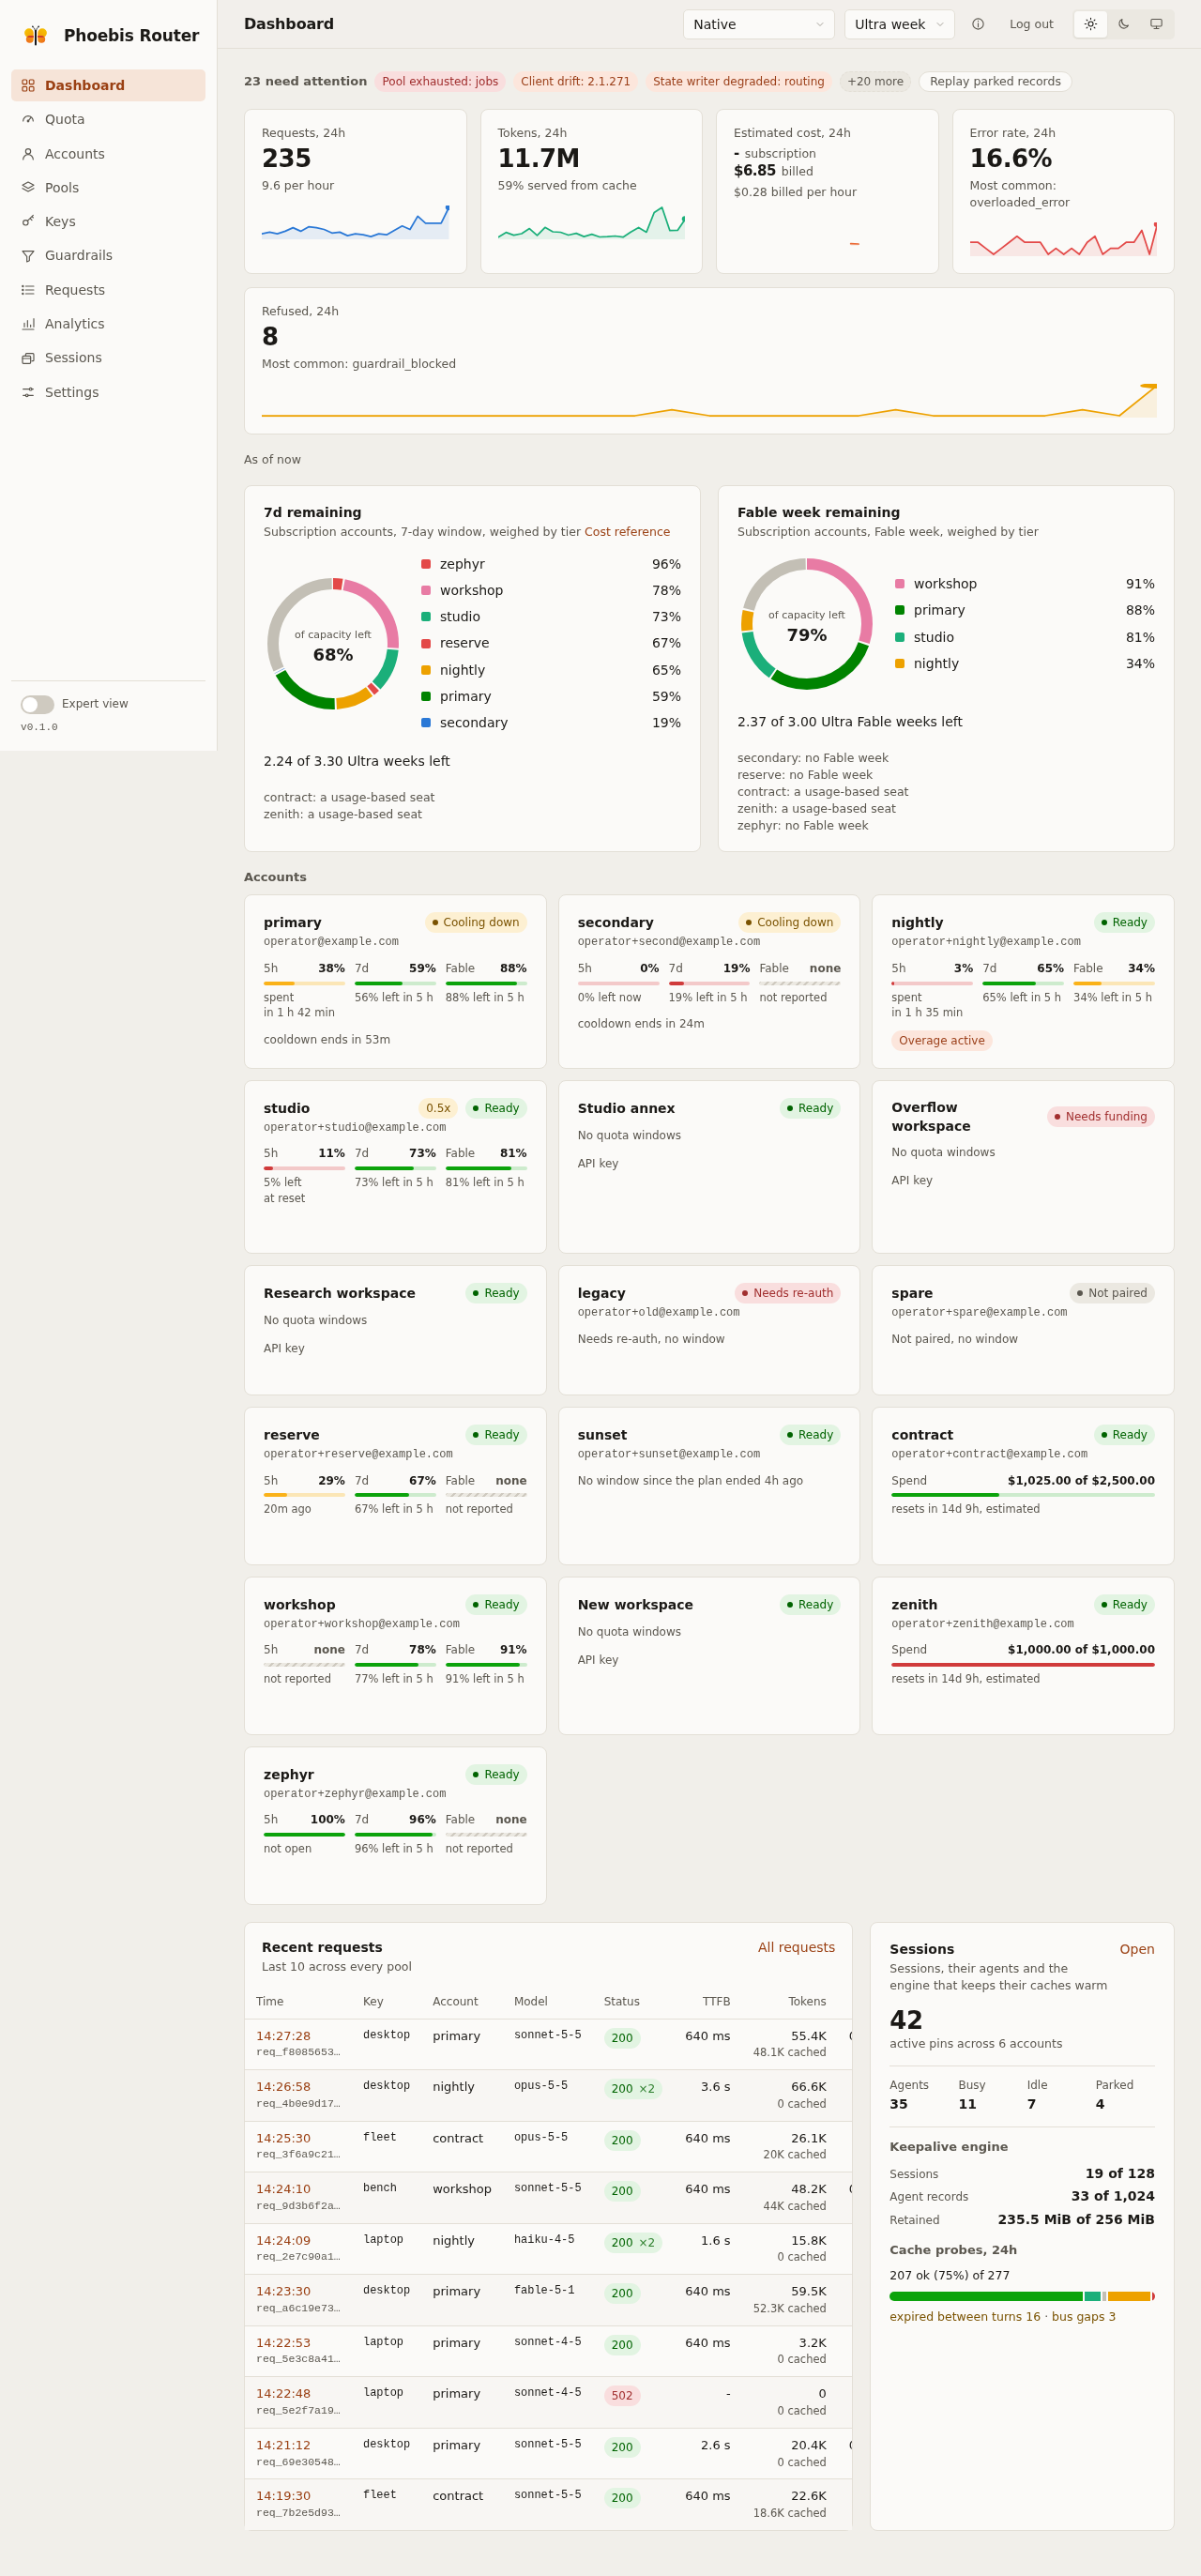 Phoebis Router
Dashboard
Quota
Accounts
Pools
Keys
Guardrails
Requests
Analytics
Sessions
Settings
Expert view
v0.1.0
Dashboard
Native
Ultra week
Log out
23 need attention
Pool exhausted: jobs
Client drift: 2.1.271
State writer degraded: routing
+20 more
Replay parked records
Requests, 24h
235
9.6 per hour
Tokens, 24h
11.7M
59% served from cache
Estimated cost, 24h
- subscription
$6.85 billed
$0.28 billed per hour
Error rate, 24h
16.6%
Most common:
overloaded_error
Refused, 24h
8
Most common: guardrail_blocked
As of now
7d remaining
Subscription accounts, 7-day window, weighed by tier Cost reference
of capacity left
68%
zephyr 96%
workshop 78%
studio 73%
reserve 67%
nightly 65%
primary 59%
secondary 19%
2.24 of 3.30 Ultra weeks left
contract: a usage-based seat
zenith: a usage-based seat
Fable week remaining
Subscription accounts, Fable week, weighed by tier
of capacity left
79%
workshop 91%
primary 88%
studio 81%
nightly 34%
2.37 of 3.00 Ultra Fable weeks left
secondary: no Fable week
reserve: no Fable week
contract: a usage-based seat
zenith: a usage-based seat
zephyr: no Fable week
Accounts
primary Cooling down
operator@example.com
5h 38% 7d 59% Fable 88%
spent 56% left in 5 h 88% left in 5 h
in 1 h 42 min
cooldown ends in 53m
secondary Cooling down
operator+second@example.com
5h 0% 7d 19% Fable none
0% left now 19% left in 5 h not reported
cooldown ends in 24m
nightly Ready
operator+nightly@example.com
5h 3% 7d 65% Fable 34%
spent 65% left in 5 h 34% left in 5 h
in 1 h 35 min
Overage active
studio 0.5x Ready
operator+studio@example.com
5h 11% 7d 73% Fable 81%
5% left 73% left in 5 h 81% left in 5 h
at reset
Studio annex Ready
No quota windows
API key
Overflow
workspace
Needs funding
No quota windows
API key
Research workspace Ready
No quota windows
API key
legacy Needs re-auth
operator+old@example.com
Needs re-auth, no window
spare Not paired
operator+spare@example.com
Not paired, no window
reserve Ready
operator+reserve@example.com
5h 29% 7d 67% Fable none
20m ago 67% left in 5 h not reported
sunset Ready
operator+sunset@example.com
No window since the plan ended 4h ago
contract Ready
operator+contract@example.com
Spend $1,025.00 of $2,500.00
resets in 14d 9h, estimated
workshop Ready
operator+workshop@example.com
5h none 7d 78% Fable 91%
not reported 77% left in 5 h 91% left in 5 h
New workspace Ready
No quota windows
API key
zenith Ready
operator+zenith@example.com
Spend $1,000.00 of $1,000.00
resets in 14d 9h, estimated
zephyr Ready
operator+zephyr@example.com
5h 100% 7d 96% Fable none
not open 96% left in 5 h not reported
Recent requests All requests
Last 10 across every pool
Time Key Account Model Status TTFB Tokens
14:27:28 desktop primary sonnet-5-5 200 640 ms 55.4K
req_f8085653… 48.1K cached
14:26:58 desktop nightly opus-5-5 200 ×2 3.6 s 66.6K
req_4b0e9d17… 0 cached
14:25:30 fleet contract opus-5-5 200 640 ms 26.1K
req_3f6a9c21… 20K cached
14:24:10 bench workshop sonnet-5-5 200 640 ms 48.2K
req_9d3b6f2a… 44K cached
14:24:09 laptop nightly haiku-4-5 200 ×2 1.6 s 15.8K
req_2e7c90a1… 0 cached
14:23:30 desktop primary fable-5-1 200 640 ms 59.5K
req_a6c19e73… 52.3K cached
14:22:53 laptop primary sonnet-4-5 200 640 ms 3.2K
req_5e3c8a41… 0 cached
14:22:48 laptop primary sonnet-4-5 502 - 0
req_5e2f7a19… 0 cached
14:21:12 desktop primary sonnet-5-5 200 2.6 s 20.4K
req_69e30548… 0 cached
14:19:30 fleet contract sonnet-5-5 200 640 ms 22.6K
req_7b2e5d93… 18.6K cached
Sessions Open
Sessions, their agents and the
engine that keeps their caches warm
42
active pins across 6 accounts
Agents Busy Idle Parked
35 11 7 4
Keepalive engine
Sessions 19 of 128
Agent records 33 of 1,024
Retained 235.5 MiB of 256 MiB
Cache probes, 24h
207 ok (75%) of 277
expired between turns 16 · bus gaps 3